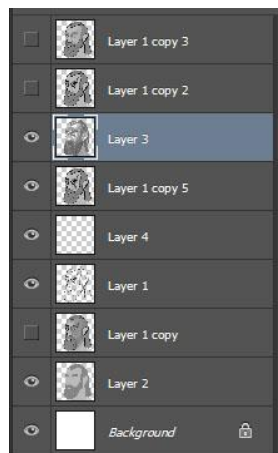 Layer 1 copy 3
Layer 1 copy 2
Layer 3
Layer 1 copy 5
Layer 4
Layer 1
Layer 1 copy
Layer 2
Background